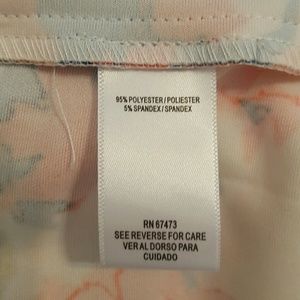 95% POLYESTER / POLIESTER
5% SPANDEX / SPANDEX
RN 67473
SEE REVERSE FOR CARE
VER AL DORSO PARA
CUIDADO